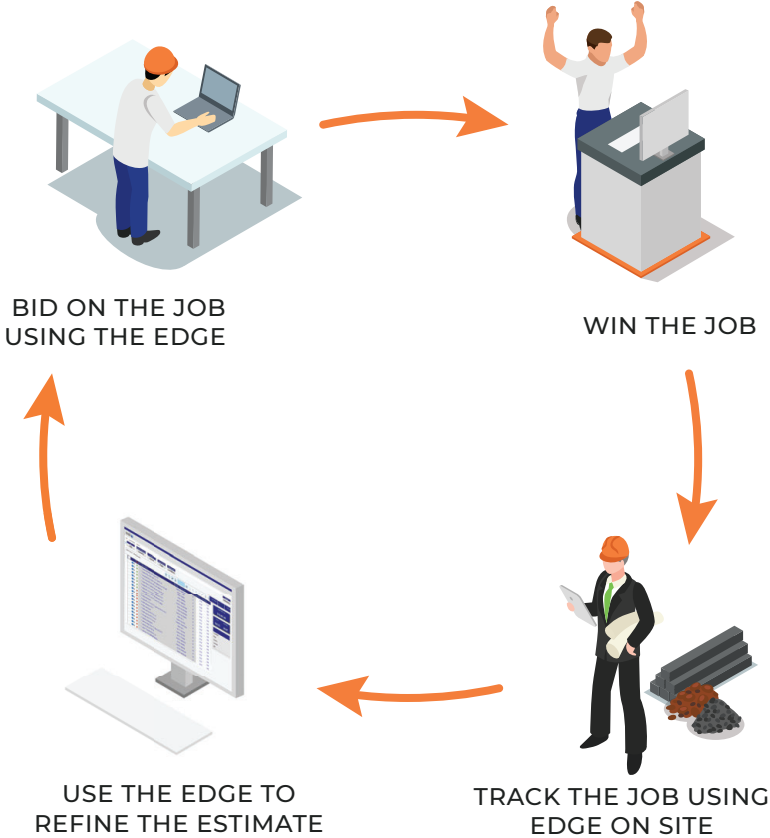 BID ON THE JOB
USING THE EDGE
WIN THE JOB
TRACK THE JOB USING
EDGE ON SITE
USE THE EDGE TO
REFINE THE ESTIMATE